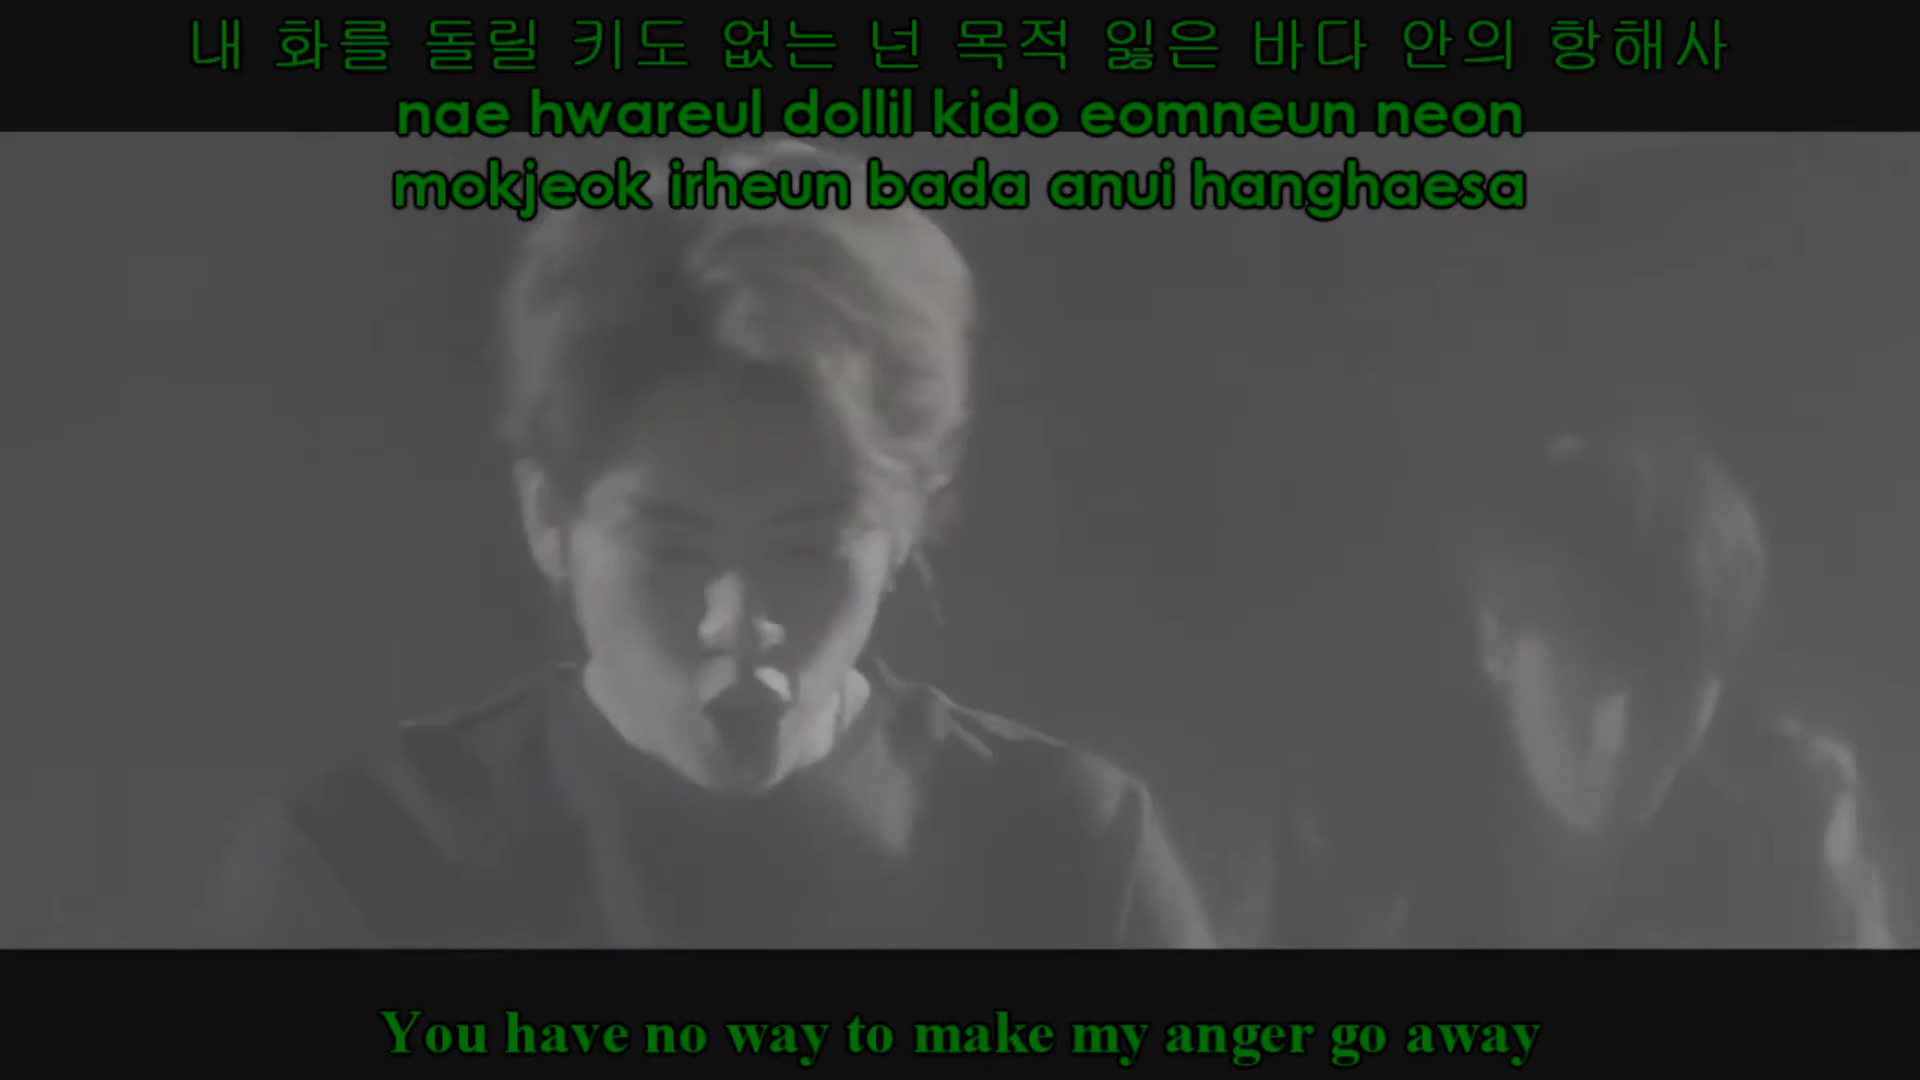 내 화를 돌릴 키도 없는 넌 목적 잃은 바다 안의 항해사
nae hwareul dollil kido eomneun neon
mokjeok irheun bada anui hanghaesa
You have no way to make my anger go away